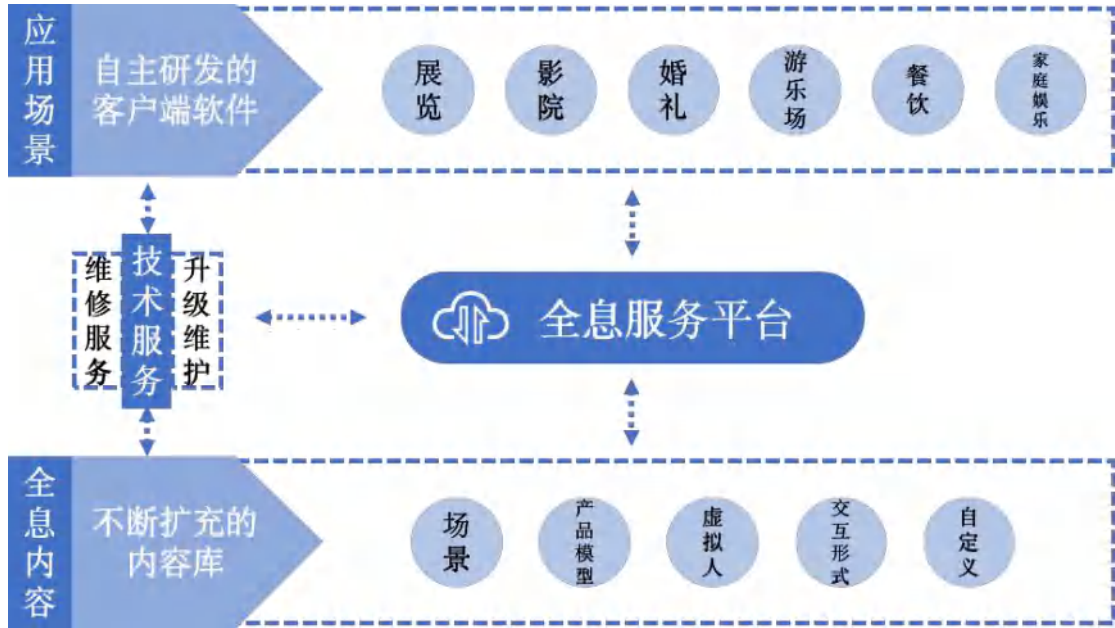 应用场景
自主研发的
客户端软件
展览
影院
婚礼
游乐场
餐饮
家庭娱乐
维修服务
技术服务
升级维护
全息服务平台
全息内容
不断扩充的
内容库
场景
产品模型
虚拟人
交互形式
自定义